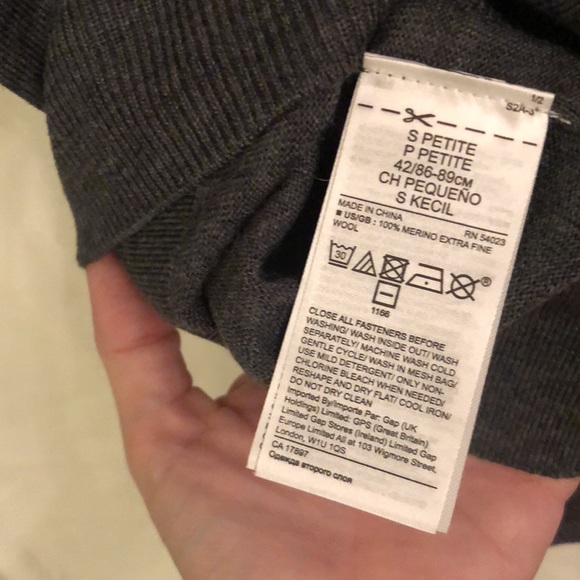 1/2
S PETITE
P PETITE
42/86-89CM
CH PEQUEÑO
S KECIL
MADE IN CHINA RN 54023
■ US/GB : 100% MERINO EXTRA FINE
WOOL
30
1166
CLOSE ALL FASTENERS BEFORE
WASHING/ WASH INSIDE OUT/ WASH
SEPARATELY/ MACHINE WASH COLD
GENTLE CYCLE/ WASH IN MESH BAG/
USE MILD DETERGENT/ ONLY NON-
CHLORINE BLEACH WHEN NEEDED/
RESHAPE AND DRY FLAT/ COOL IRON/
DO NOT DRY CLEAN
Imported By/Importe Par: Gap (UK
Holdings) Limited: GPS (Great Britain)
Limited Gap Stores (Ireland) Limited Gap
Europe Limited All at 103 Wigmore Street,
London, W1U 1QS
CA 17897
Одежда второго слоя